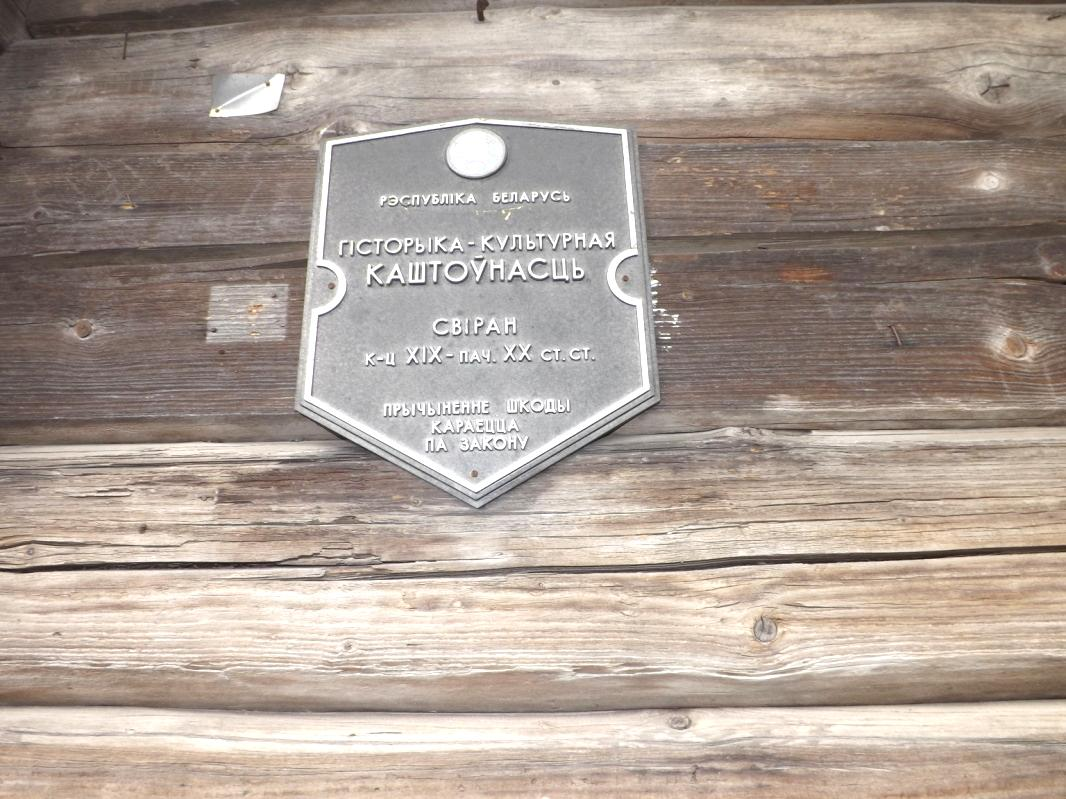 РЭСПУБЛІКА БЕЛАРУСЬ
ГІСТОРЫКА-КУЛЬТУРНАЯ
КАШТОЎНАСЦЬ
СВІРАН
К-Ц XIX - ПАЧ. XX СТ. СТ.
ПРЫЧЫНЕННЕ ШКОДЫ
КАРАЕЦЦА
ПА ЗАКОНУ